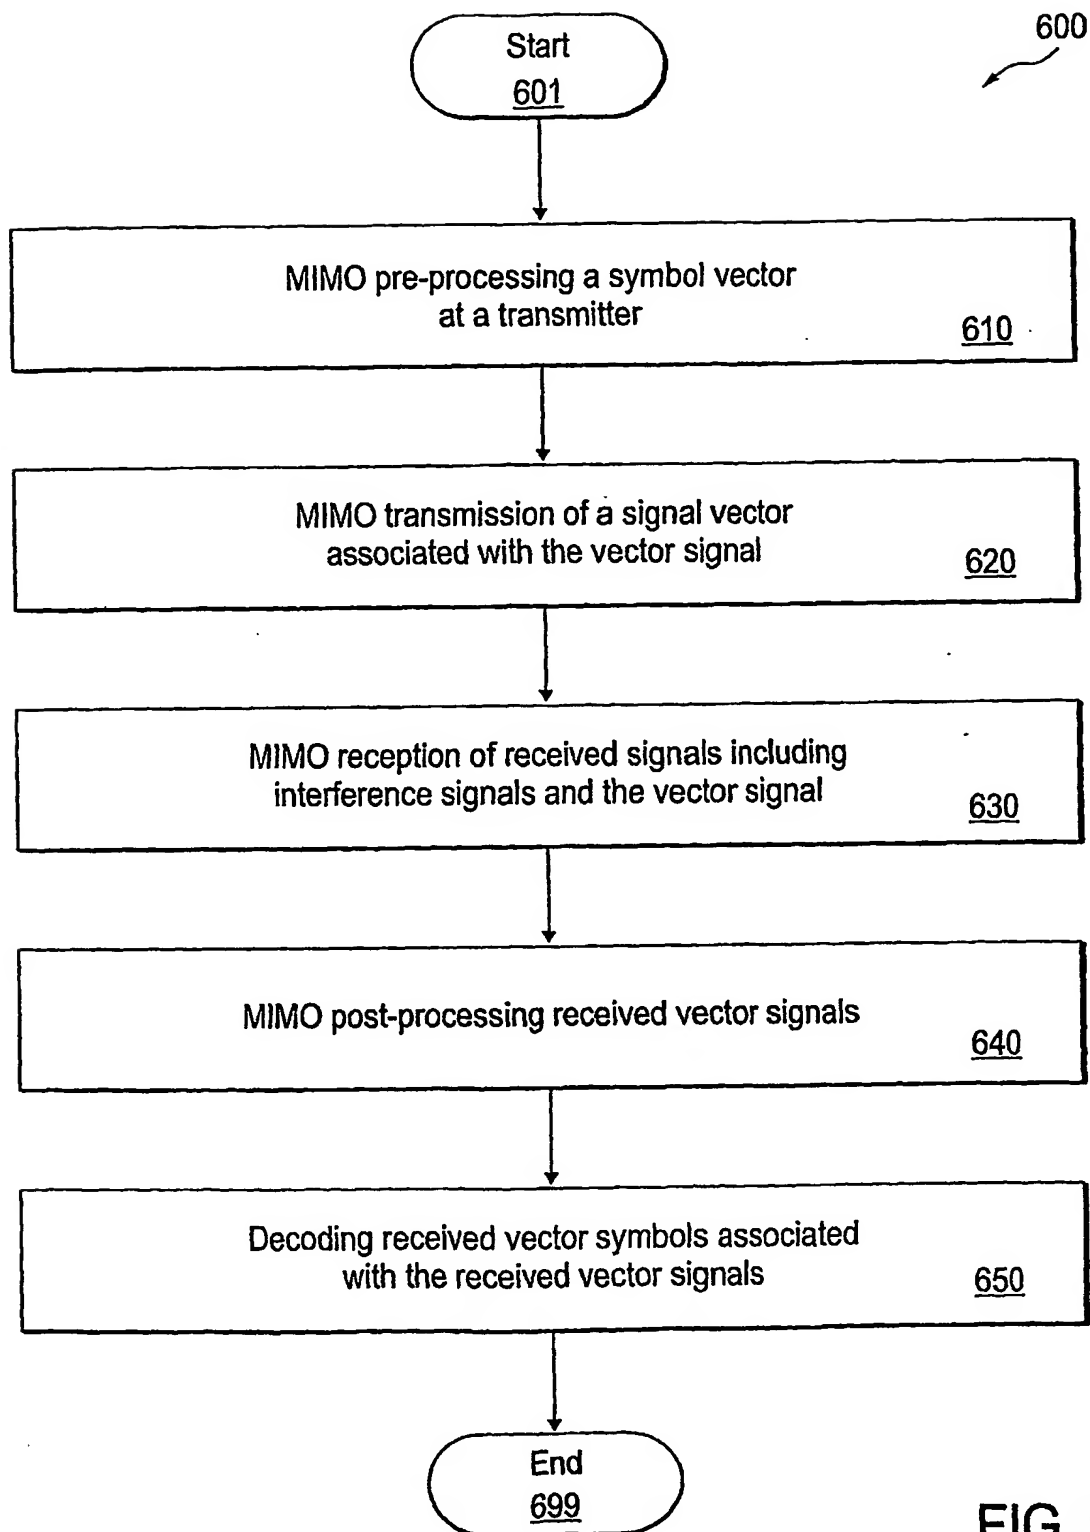 600
Start
601
MIMO pre-processing a symbol vector
at a transmitter
610
MIMO transmission of a signal vector
associated with the vector signal
620
MIMO reception of received signals including
interference signals and the vector signal
630
MIMO post-processing received vector signals
640
Decoding received vector symbols associated
with the received vector signals
650
End
699
FIG